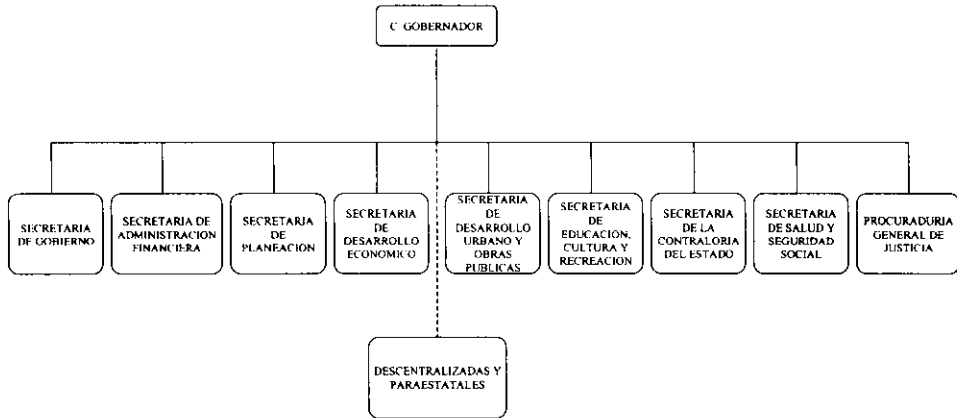 C GOBERNADOR
SECRETARIA
DE GOBIERNO
SECRETARIA DE
ADMINISTRACION
FINANCIERA
SECRETARIA
DE
PLANEACION
SECRETARIA
DE
DESARROLLO
ECONOMICO
SECRETARIA
DE
DESARROLLO
URBANO Y
OBRAS
PUBLICAS
SECRETARIA
DE
EDUCACION,
CULTURA Y
RECREACION
SECRETARIA
DE LA
CONTRALORIA
DEL ESTADO
SECRETARIA
DE SALUD Y
SEGURIDAD
SOCIAL
PROCURADURIA
GENERAL DE
JUSTICIA
DESCENTRALIZADAS Y
PARAESTATALES